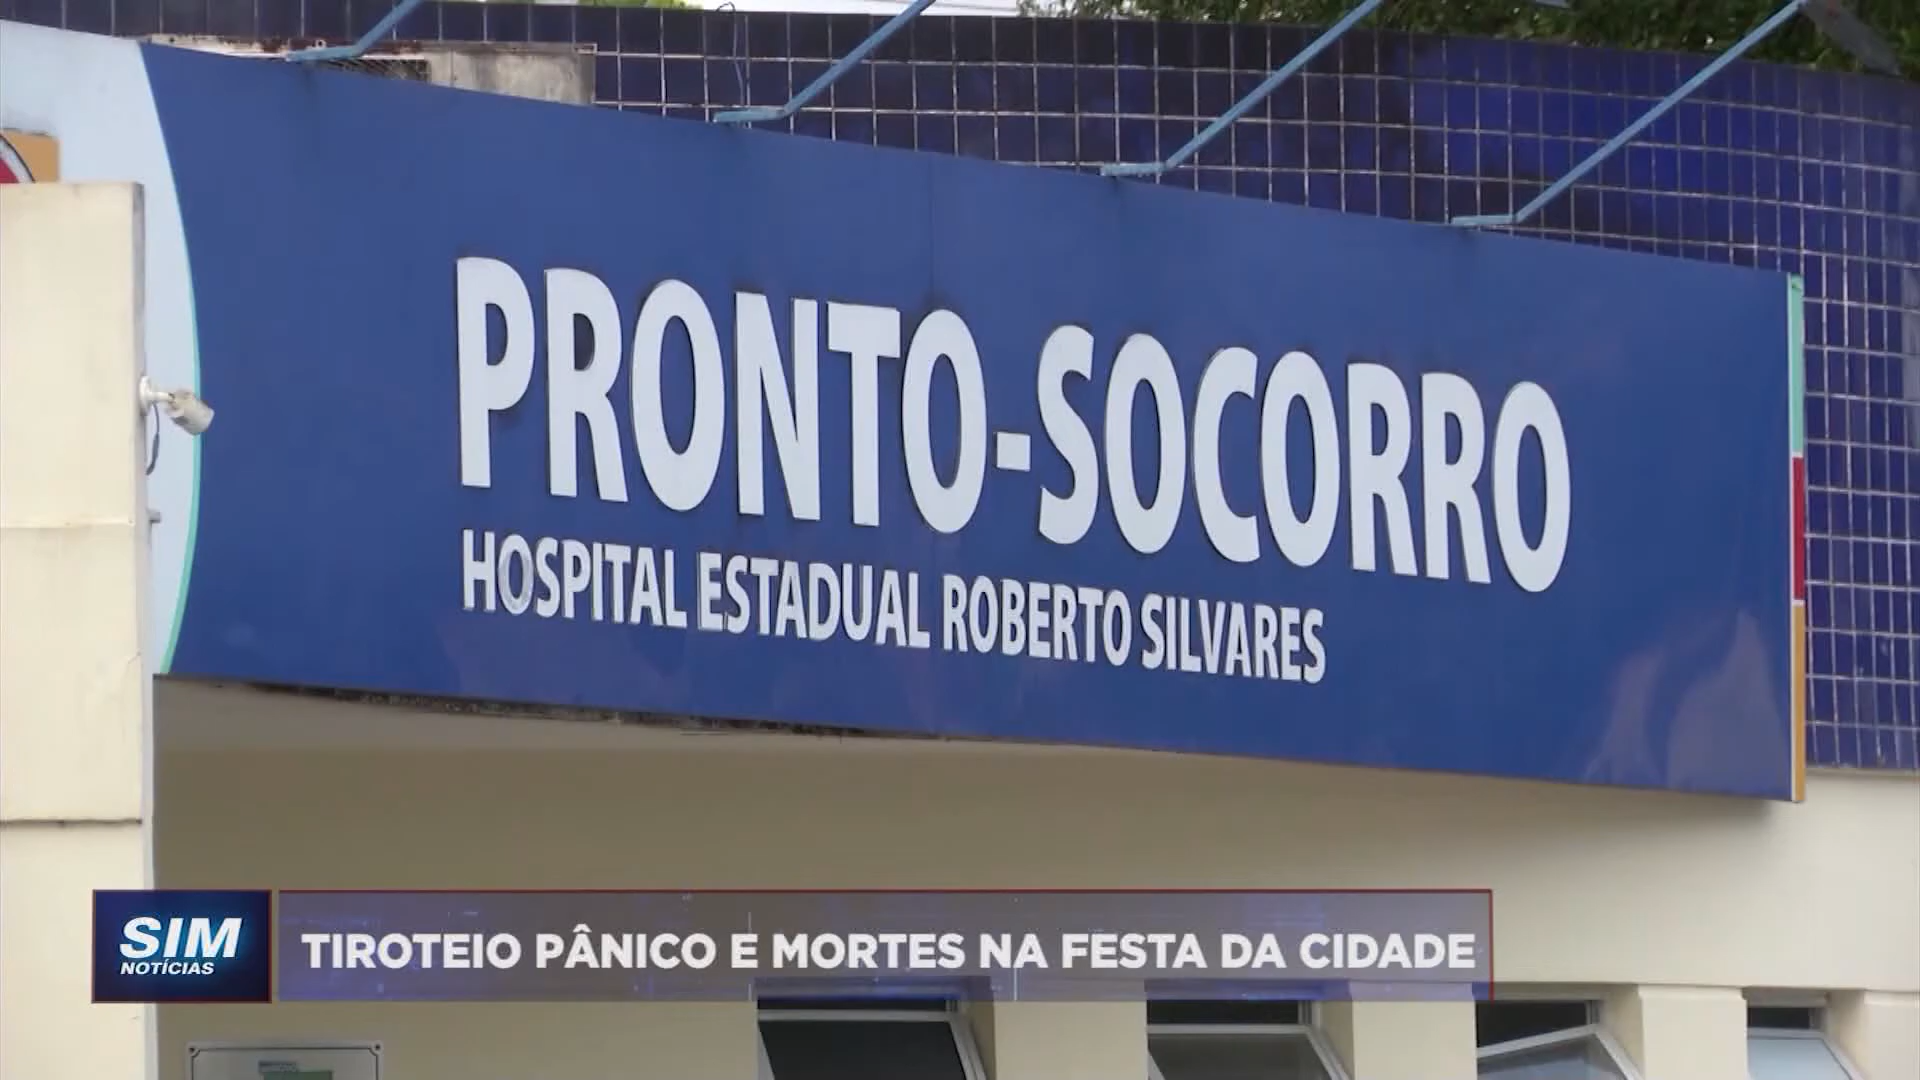 PRONTO-SOCORRO
HOSPITAL ESTADUAL ROBERTO SILVARES
SIM
NOTÍCIAS
TIROTEIO PÂNICO E MORTES NA FESTA DA CIDADE